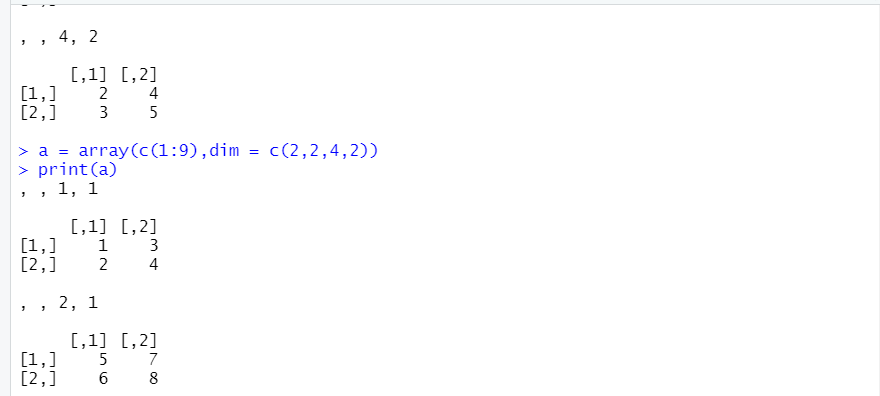 , , 4, 2
     [,1] [,2]
[1,]    2    4
[2,]    3    5
> a = array(c(1:9),dim = c(2,2,4,2))
> print(a)
, , 1, 1
     [,1] [,2]
[1,]    1    3
[2,]    2    4
, , 2, 1
     [,1] [,2]
[1,]    5    7
[2,]    6    8